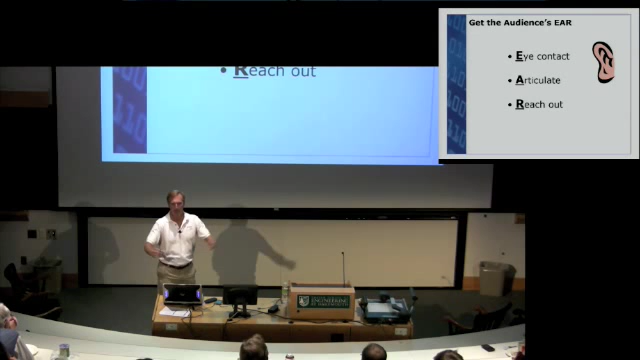 Get the Audience's EAR
• Eye contact
• Articulate
• Reach out
• Reach out